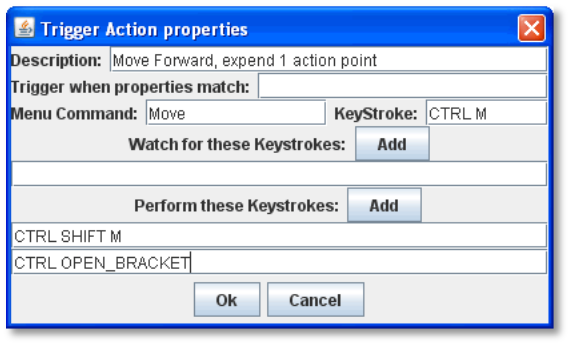 Trigger Action properties
Description: Move Forward, expend 1 action point
Trigger when properties match:
Menu Command: Move KeyStroke: CTRL M
Watch for these Keystrokes: Add
Perform these Keystrokes: Add
CTRL SHIFT M
CTRL OPEN_BRACKET
Ok Cancel